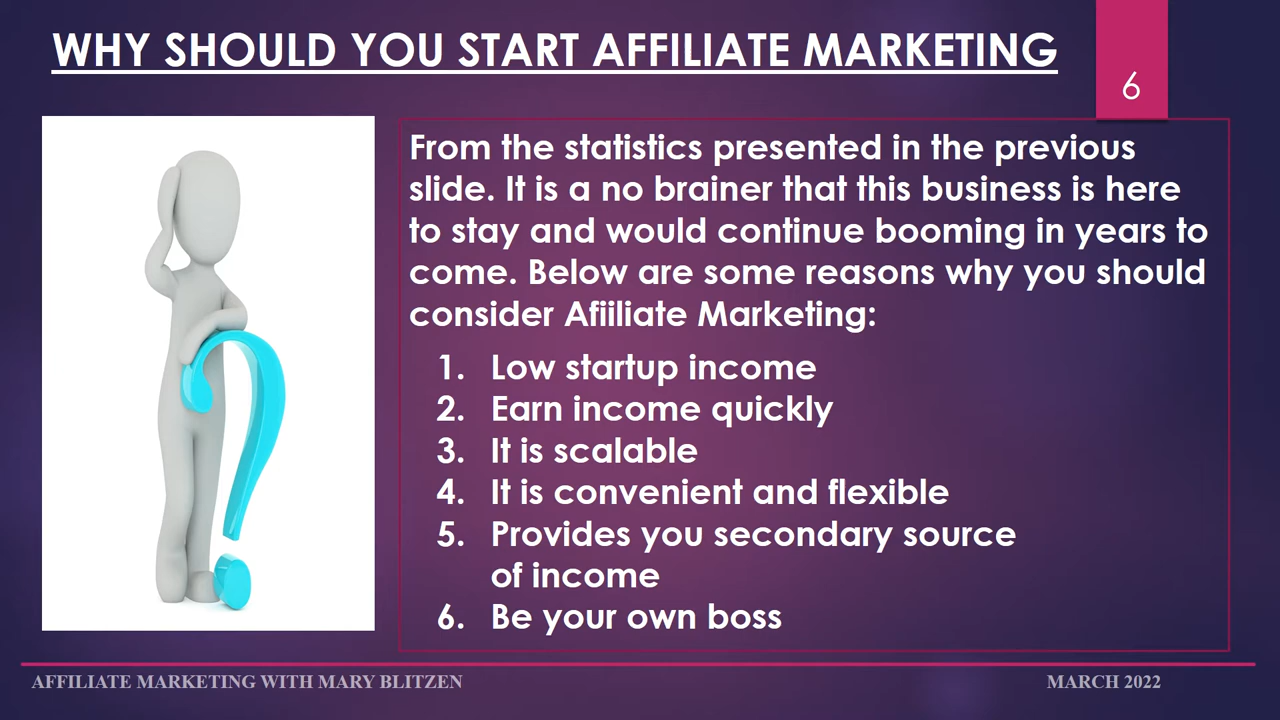 WHY SHOULD YOU START AFFILIATE MARKETING
6
From the statistics presented in the previous
slide. It is a no brainer that this business is here
to stay and would continue booming in years to
come. Below are some reasons why you should
consider Afiiliate Marketing:
1. Low startup income
2. Earn income quickly
3. It is scalable
4. It is convenient and flexible
5. Provides you secondary source
of income
6. Be your own boss
AFFILIATE MARKETING WITH MARY BLITZEN
MARCH 2022